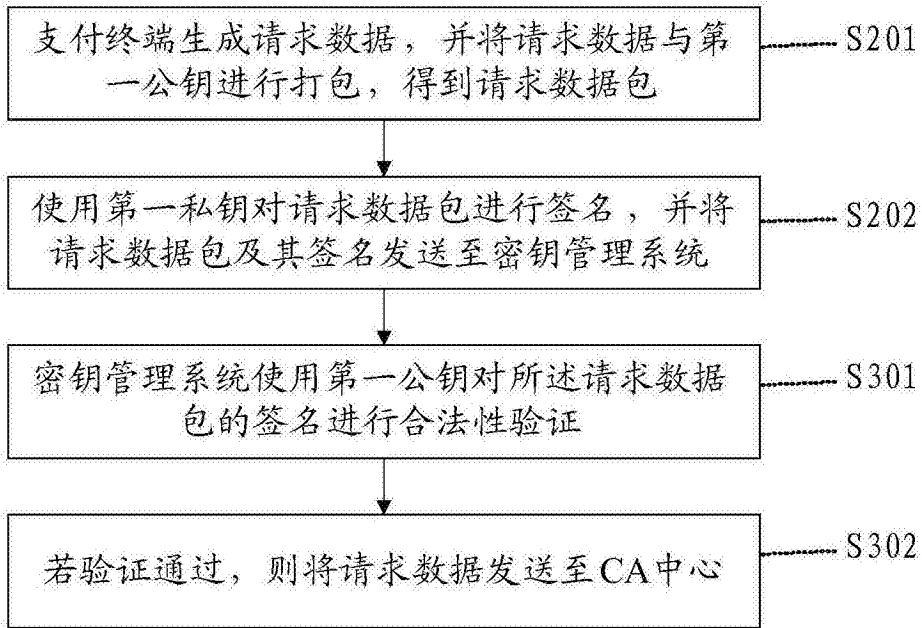 支付终端生成请求数据，并将请求数据与第
一公钥进行打包，得到请求数据包
S201
使用第一私钥对请求数据包进行签名，并将
请求数据包及其签名发送至密钥管理系统
S202
密钥管理系统使用第一公钥对所述请求数据
包的签名进行合法性验证
S301
若验证通过，则将请求数据发送至CA中心
S302